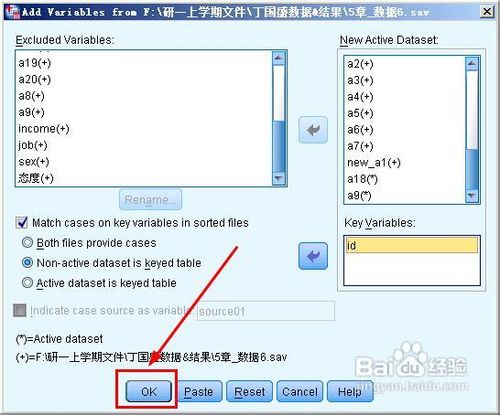 Add Variables from F:\研一上学期文件\丁国盛数据&结果\5章_数据6.sav
Excluded Variables:
a19(+)
a20(+)
a8(+)
a9(+)
income(+)
job(+)
sex(+)
态度(+)
Rename...
New Active Dataset:
a2(+)
a3(+)
a4(+)
a5(+)
a6(+)
a7(+)
new_a1(+)
a18(*)
a9(*)
Match cases on key variables in sorted files
Both files provide cases
Non-active dataset is keyed table
Active dataset is keyed table
Key Variables:
id
Indicate case source as variable: source01
(*)=Active dataset
(+)=F:\研一上学期文件\丁国盛数据&结果\5章_数据6.sav
OK Paste Reset Cancel Help
Baidu 经验
jingyan.baidu.com